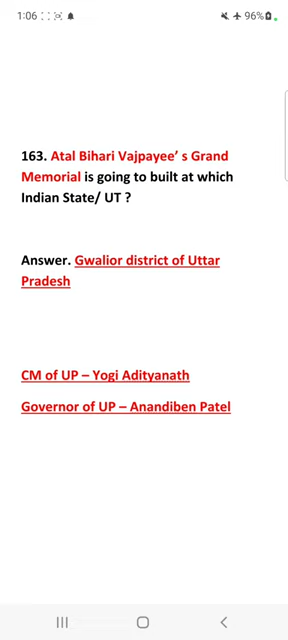 1:06
96%
163. Atal Bihari Vajpayee’ s Grand
Memorial is going to built at which
Indian State/ UT ?
Answer. Gwalior district of Uttar
Pradesh
CM of UP – Yogi Adityanath
Governor of UP – Anandiben Patel